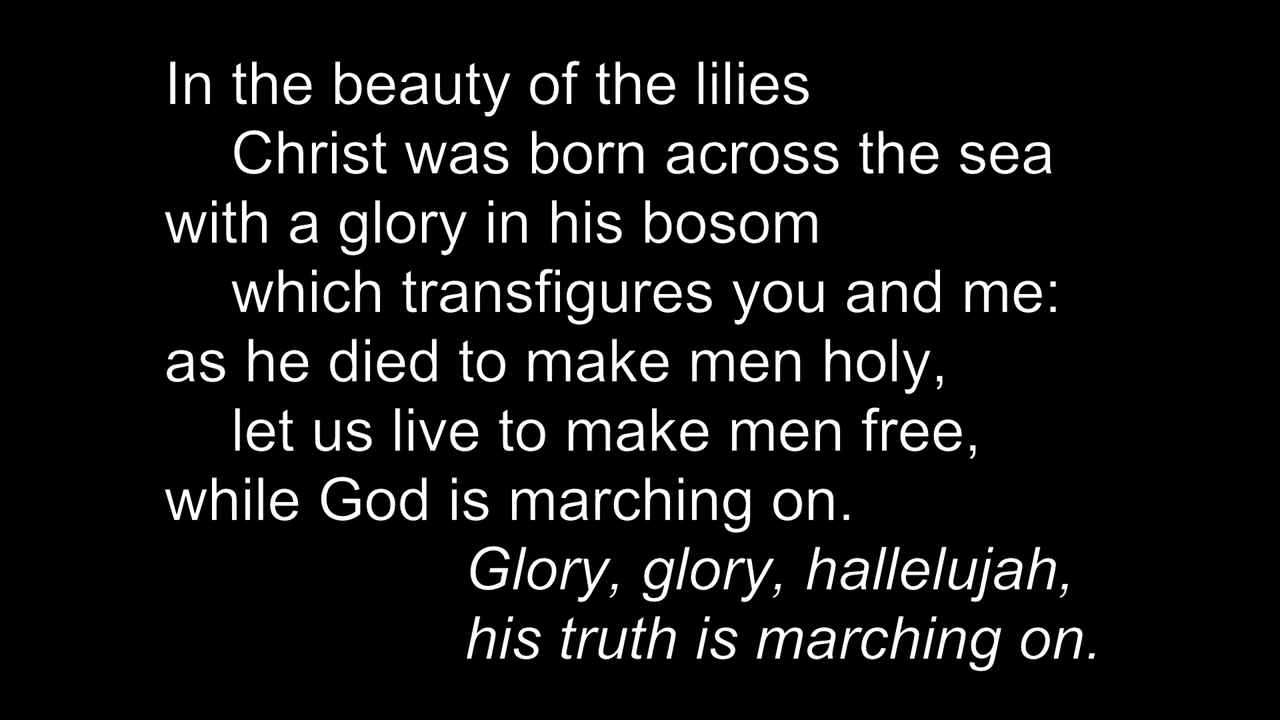 In the beauty of the lilies
Christ was born across the sea
with a glory in his bosom
which transfigures you and me:
as he died to make men holy,
let us live to make men free,
while God is marching on.
Glory, glory, hallelujah,
his truth is marching on.